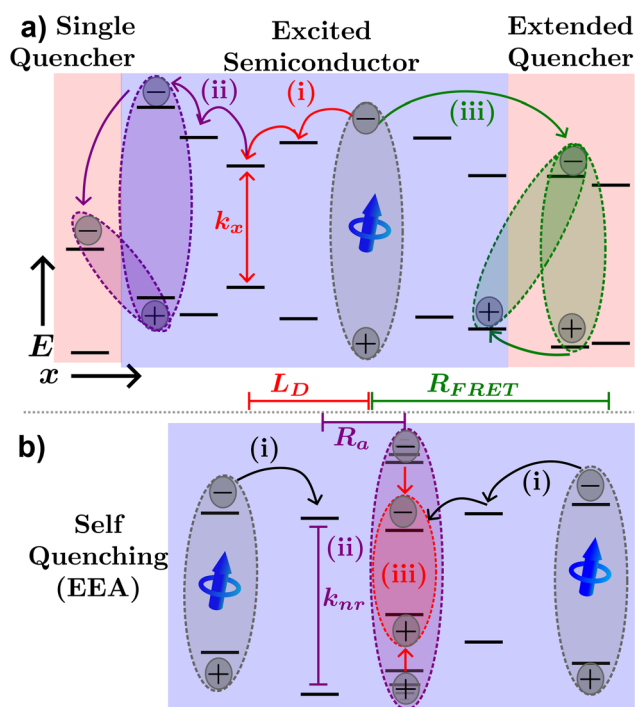 a)
Single
Quencher
Excited
Semiconductor
Extended
Quencher
(ii)
(i)
(iii)
−
−
−
−
k_x
+
+
+
+
E
x
L_D
R_FRET
R_a
b)
(i)
(i)
−
−
−
−
Self
Quenching
(EEA)
(ii)
(iii)
k_nr
+
+
+
+